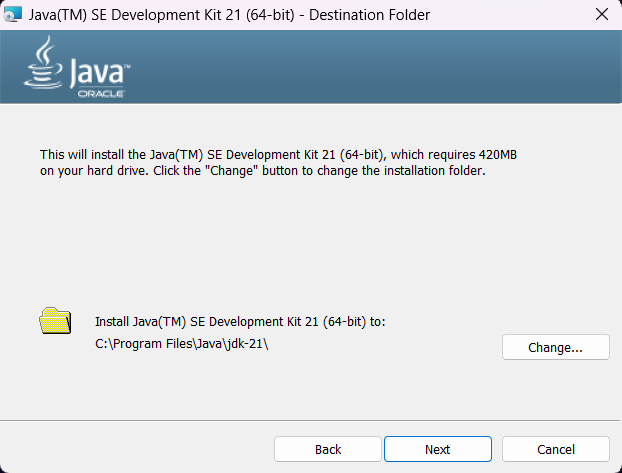 Java(TM) SE Development Kit 21 (64-bit) - Destination Folder
Java™
ORACLE
This will install the Java(TM) SE Development Kit 21 (64-bit), which requires 420MB
on your hard drive. Click the "Change" button to change the installation folder.
Install Java(TM) SE Development Kit 21 (64-bit) to:
C:\Program Files\Java\jdk-21\
Change...
Back
Next
Cancel